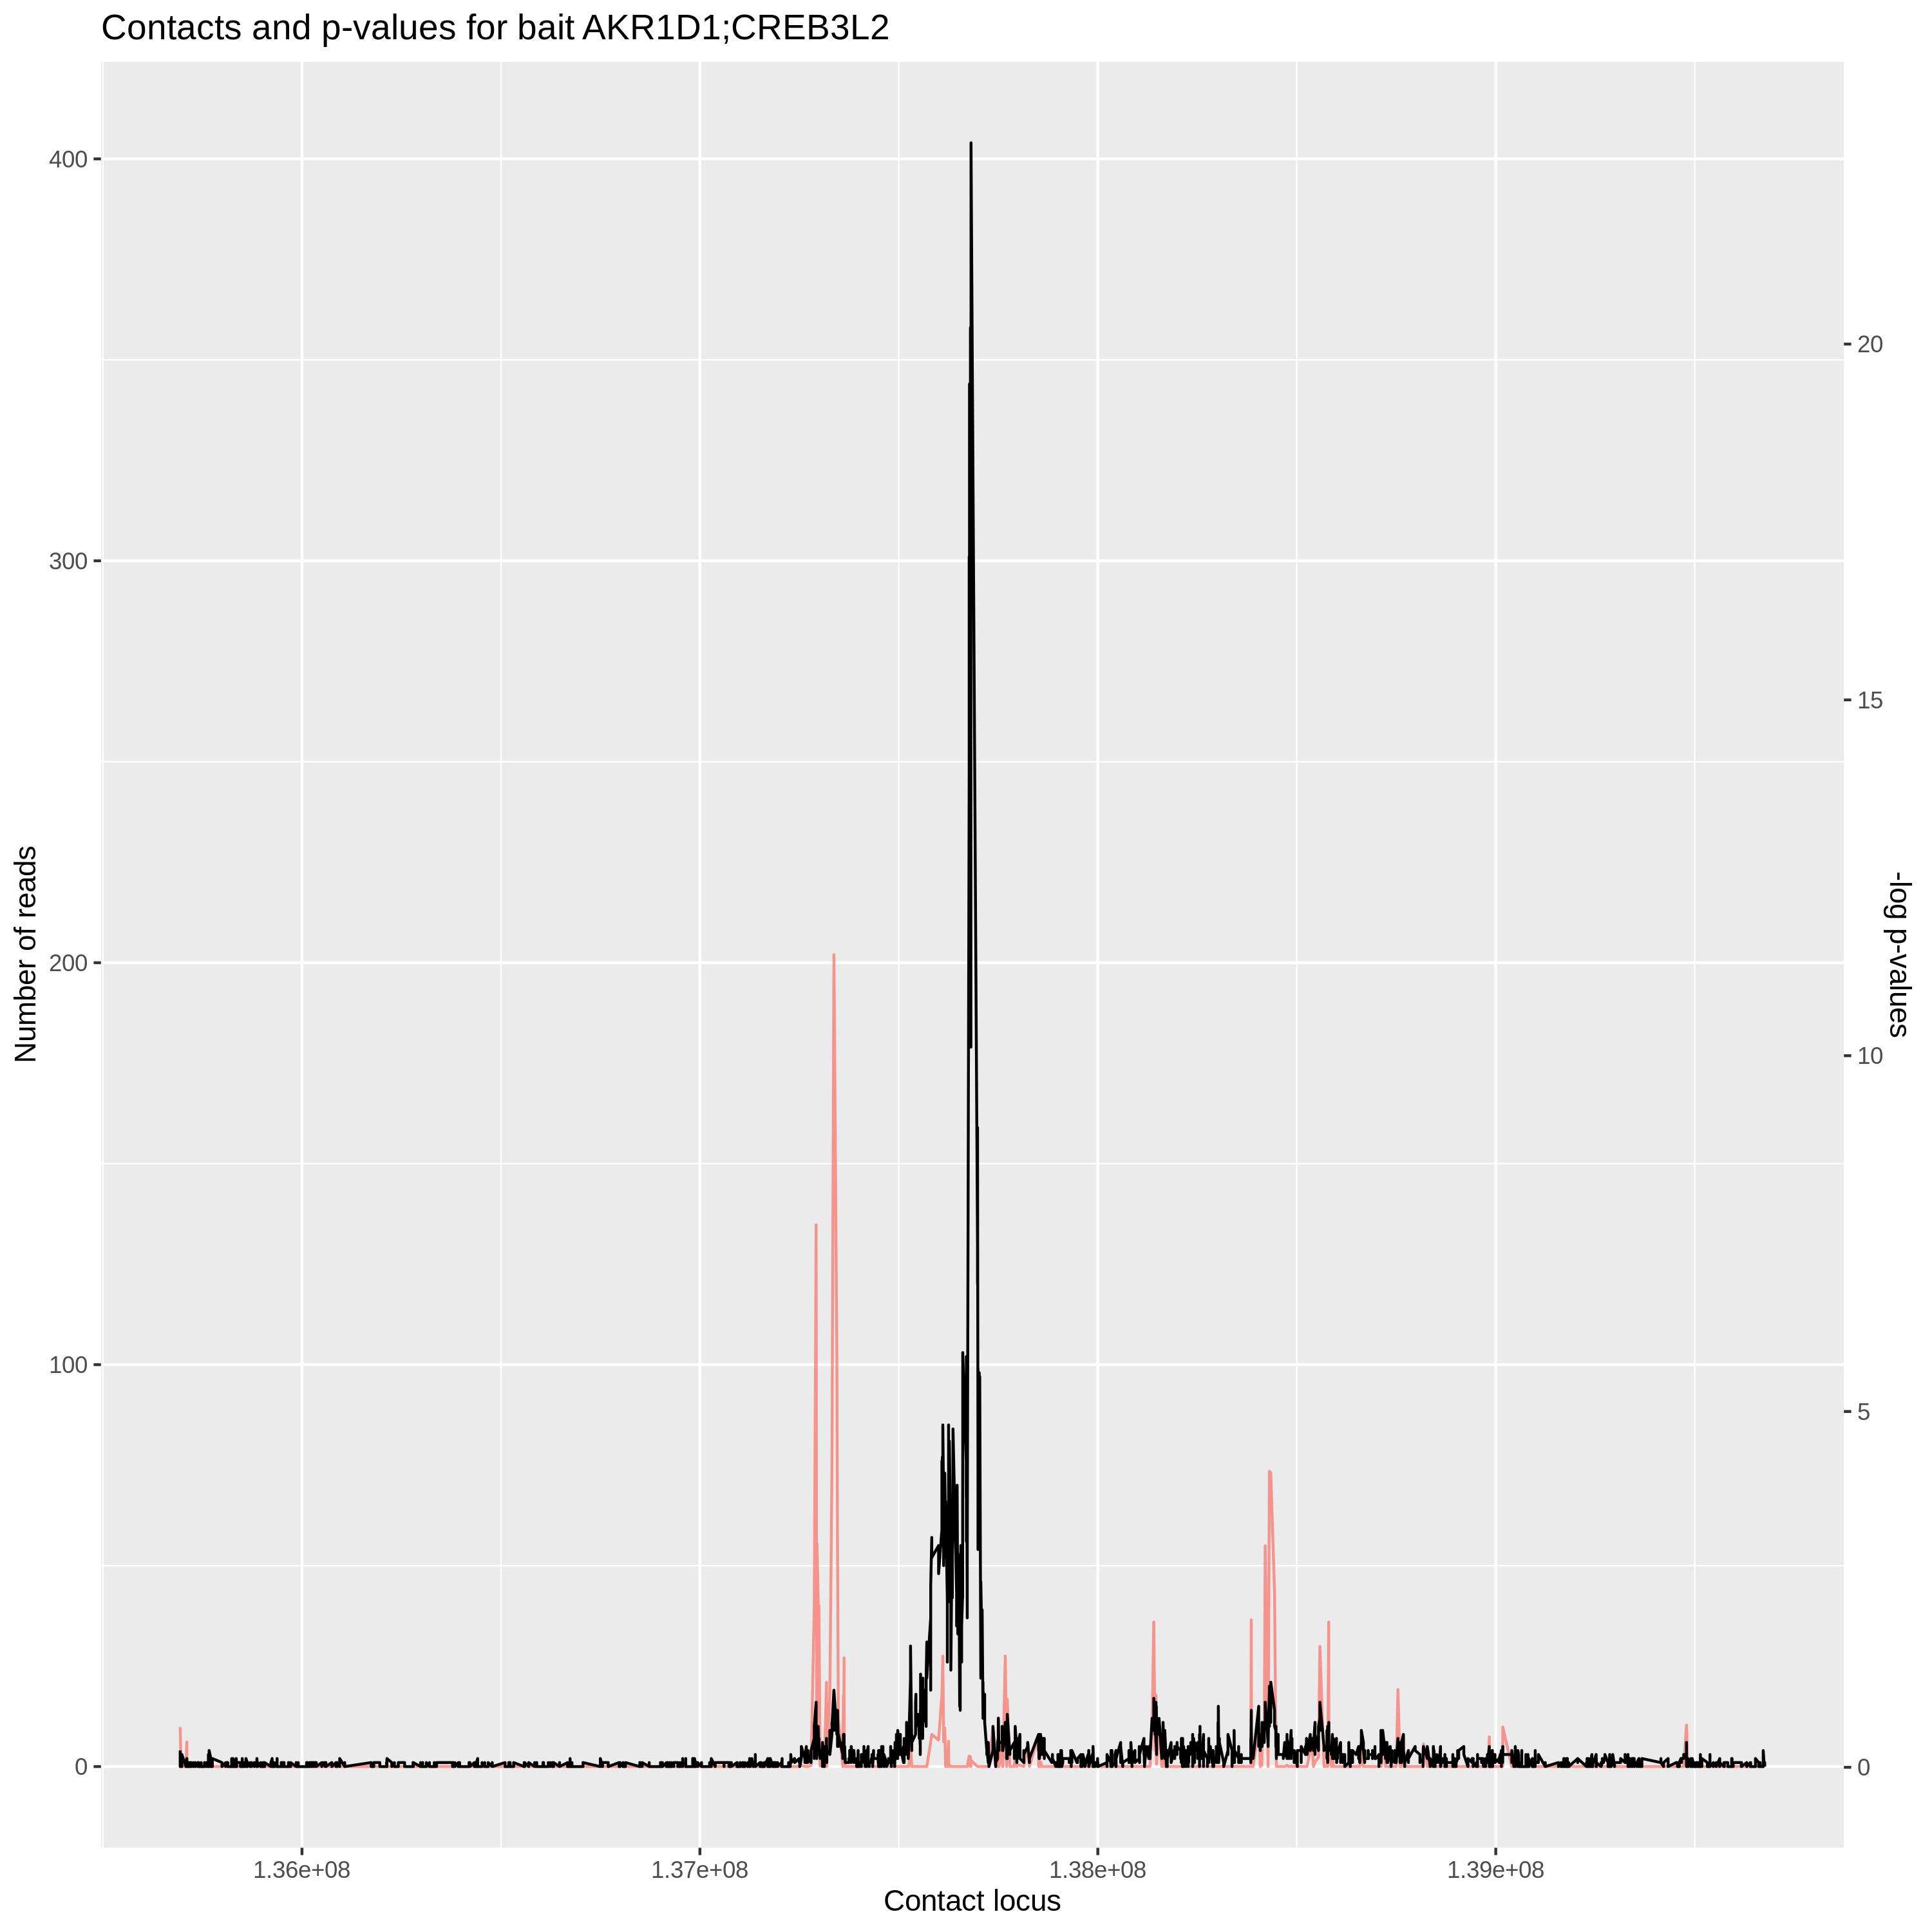 Contacts and p-values for bait AKR1D1;CREB3L2
400
300
200
100
0
20
15
10
5
0
Number of reads
-log p-values
1.36e+08 1.37e+08 1.38e+08 1.39e+08
Contact locus